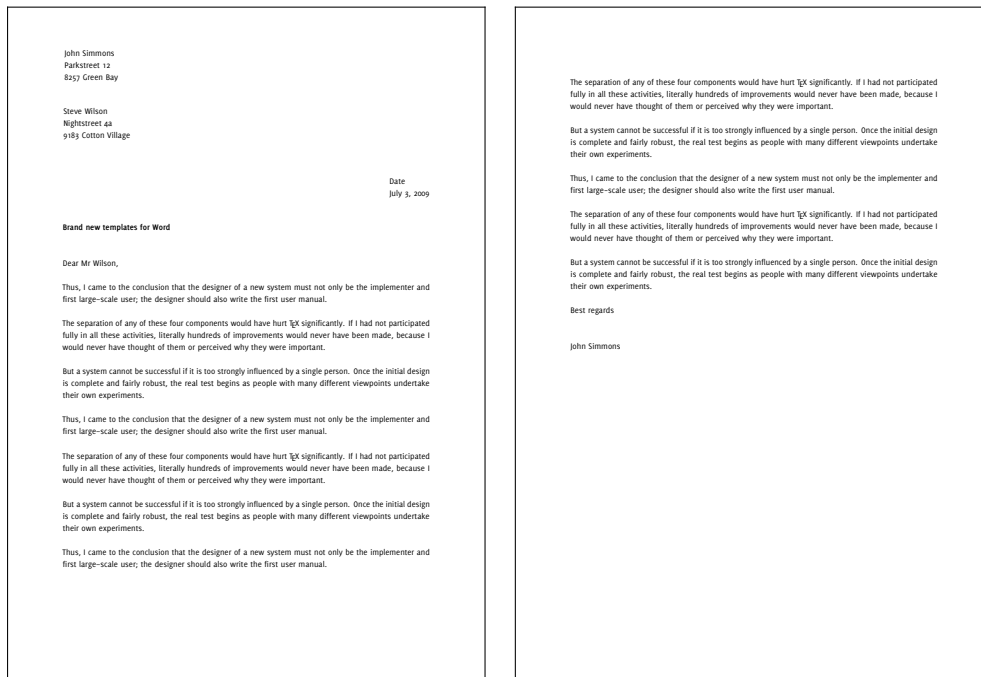 John Simmons
Parkstreet 12
8257 Green Bay
Steve Wilson
Nightstreet 4a
9183 Cotton Village
Date
July 3, 2009
Brand new templates for Word
Dear Mr Wilson,
Thus, I came to the conclusion that the designer of a new system must not only be the implementer and
first large-scale user; the designer should also write the first user manual.
The separation of any of these four components would have hurt TEX significantly. If I had not participated
fully in all these activities, literally hundreds of improvements would never have been made, because I
would never have thought of them or perceived why they were important.
But a system cannot be successful if it is too strongly influenced by a single person. Once the initial design
is complete and fairly robust, the real test begins as people with many different viewpoints undertake
their own experiments.
Thus, I came to the conclusion that the designer of a new system must not only be the implementer and
first large-scale user; the designer should also write the first user manual.
The separation of any of these four components would have hurt TEX significantly. If I had not participated
fully in all these activities, literally hundreds of improvements would never have been made, because I
would never have thought of them or perceived why they were important.
But a system cannot be successful if it is too strongly influenced by a single person. Once the initial design
is complete and fairly robust, the real test begins as people with many different viewpoints undertake
their own experiments.
Thus, I came to the conclusion that the designer of a new system must not only be the implementer and
first large-scale user; the designer should also write the first user manual.
The separation of any of these four components would have hurt TEX significantly. If I had not participated
fully in all these activities, literally hundreds of improvements would never have been made, because I
would never have thought of them or perceived why they were important.
But a system cannot be successful if it is too strongly influenced by a single person. Once the initial design
is complete and fairly robust, the real test begins as people with many different viewpoints undertake
their own experiments.
Thus, I came to the conclusion that the designer of a new system must not only be the implementer and
first large-scale user; the designer should also write the first user manual.
The separation of any of these four components would have hurt TEX significantly. If I had not participated
fully in all these activities, literally hundreds of improvements would never have been made, because I
would never have thought of them or perceived why they were important.
But a system cannot be successful if it is too strongly influenced by a single person. Once the initial design
is complete and fairly robust, the real test begins as people with many different viewpoints undertake
their own experiments.
Best regards
John Simmons